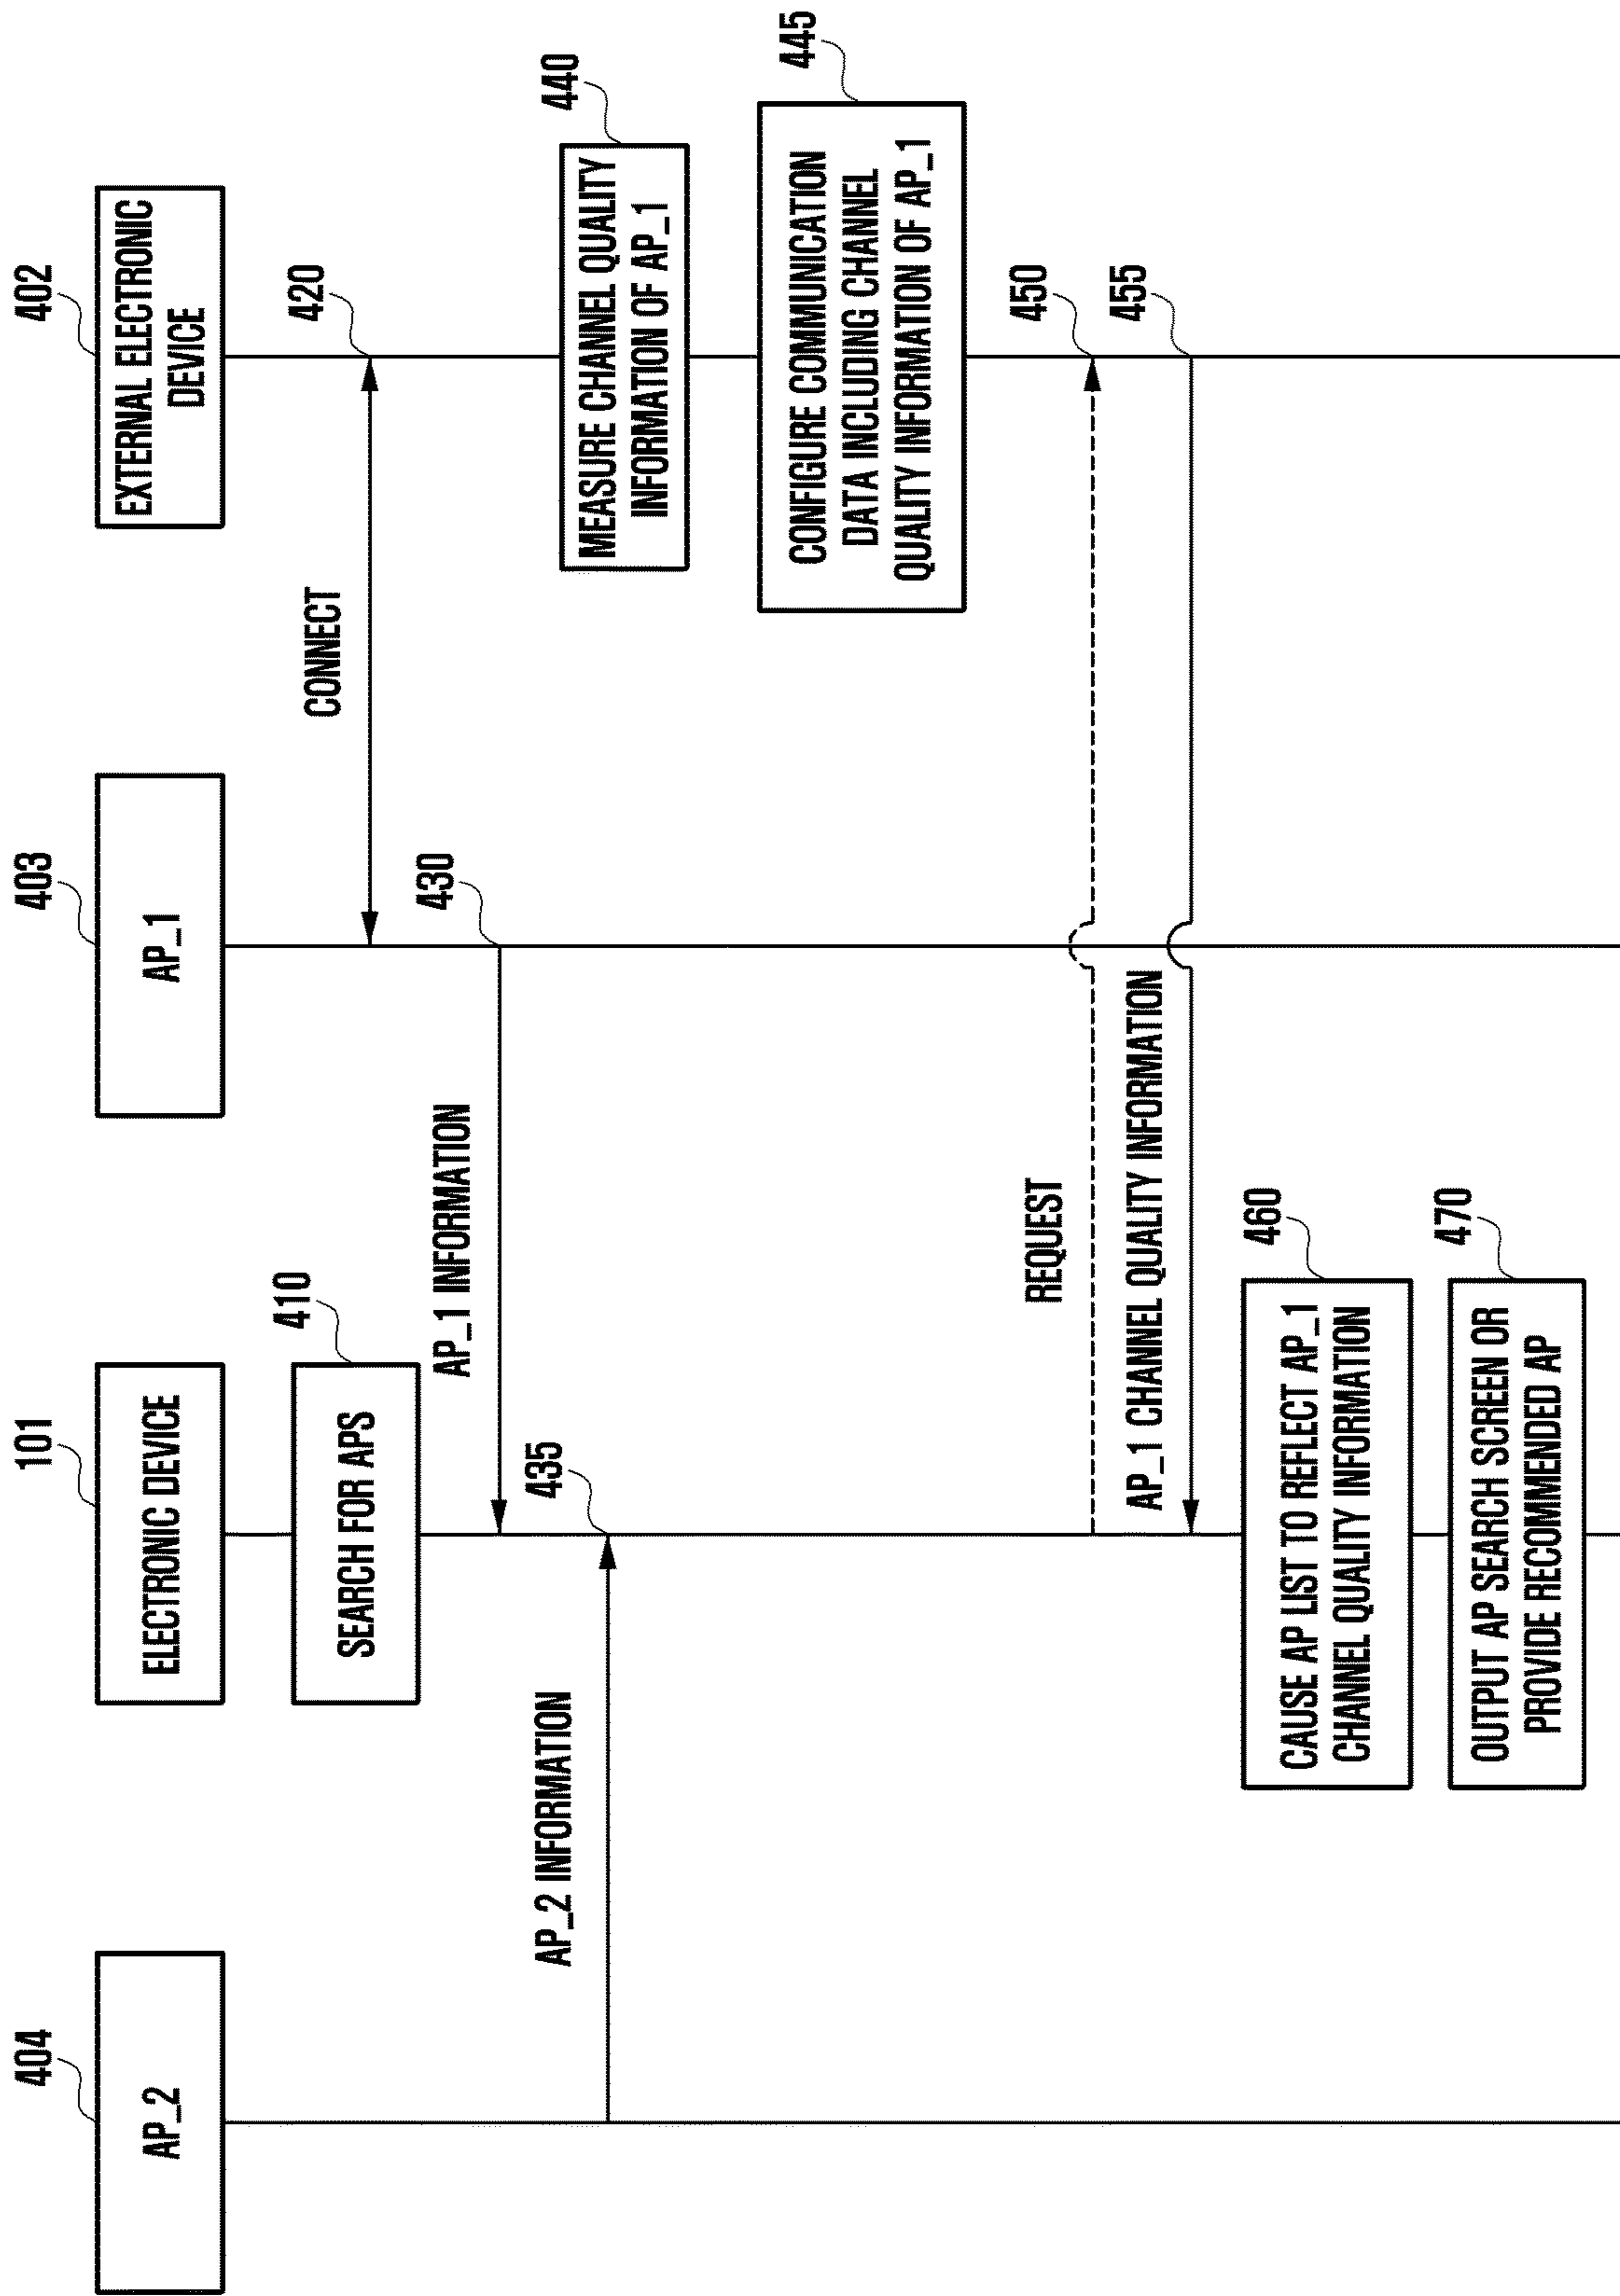 404
101
403
402
AP_2
ELECTRONIC DEVICE
AP_1
EXTERNAL ELECTRONIC
DEVICE
410
SEARCH FOR APS
420
CONNECT
430
AP_1 INFORMATION
435
AP_2 INFORMATION
440
MEASURE CHANNEL QUALITY
INFORMATION OF AP_1
445
CONFIGURE COMMUNICATION
DATA INCLUDING CHANNEL
QUALITY INFORMATION OF AP_1
450
REQUEST
455
AP_1 CHANNEL QUALITY INFORMATION
460
CAUSE AP LIST TO REFLECT AP_1
CHANNEL QUALITY INFORMATION
470
OUTPUT AP SEARCH SCREEN OR
PROVIDE RECOMMENDED AP